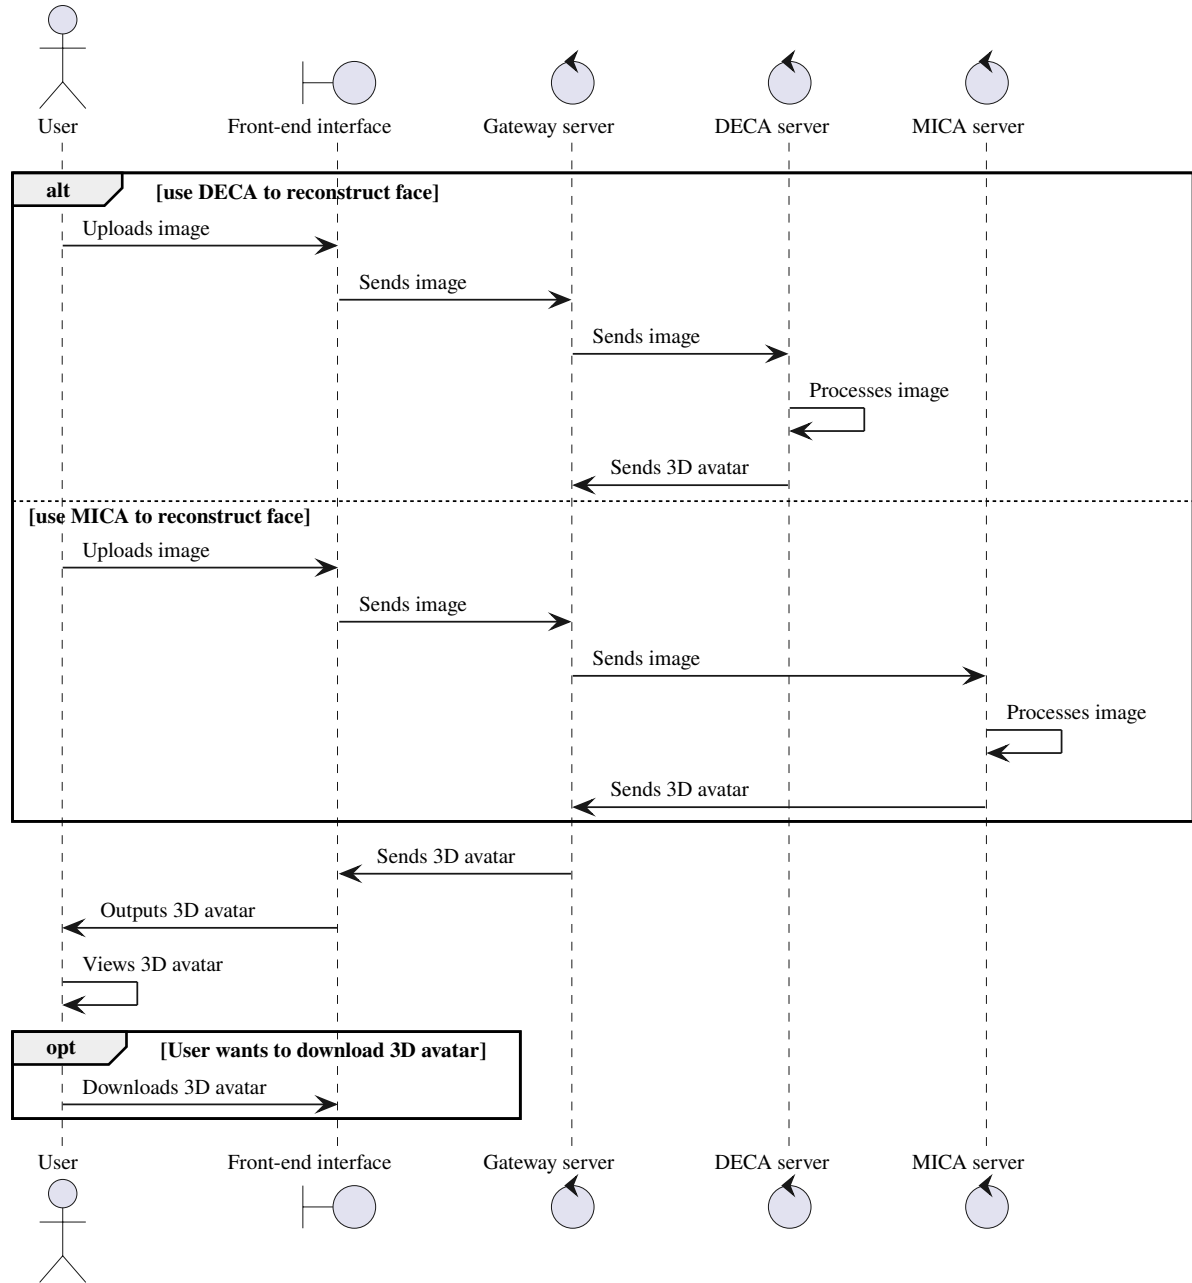 User Front-end interface Gateway server DECA server MICA server
alt [use DECA to reconstruct face]
Uploads image
Sends image
Sends image
Processes image
Sends 3D avatar
[use MICA to reconstruct face]
Uploads image
Sends image
Sends image
Processes image
Sends 3D avatar
Sends 3D avatar
Outputs 3D avatar
Views 3D avatar
opt [User wants to download 3D avatar]
Downloads 3D avatar
User Front-end interface Gateway server DECA server MICA server